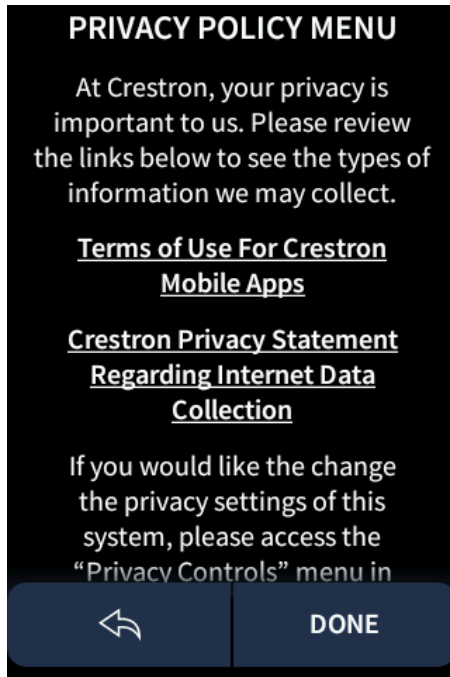 PRIVACY POLICY MENU
At Crestron, your privacy is
important to us. Please review
the links below to see the types of
information we may collect.
Terms of Use For Crestron
Mobile Apps
Crestron Privacy Statement
Regarding Internet Data
Collection
If you would like the change
the privacy settings of this
system, please access the
“Privacy Controls” menu in
DONE